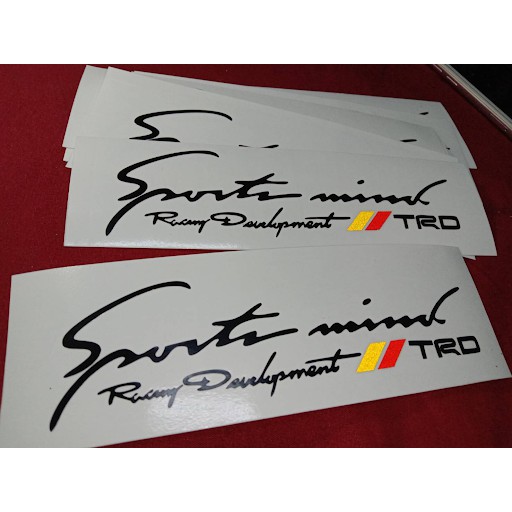 Sports mind
Racing Development TRD
Sports mind
Racing Development TRD